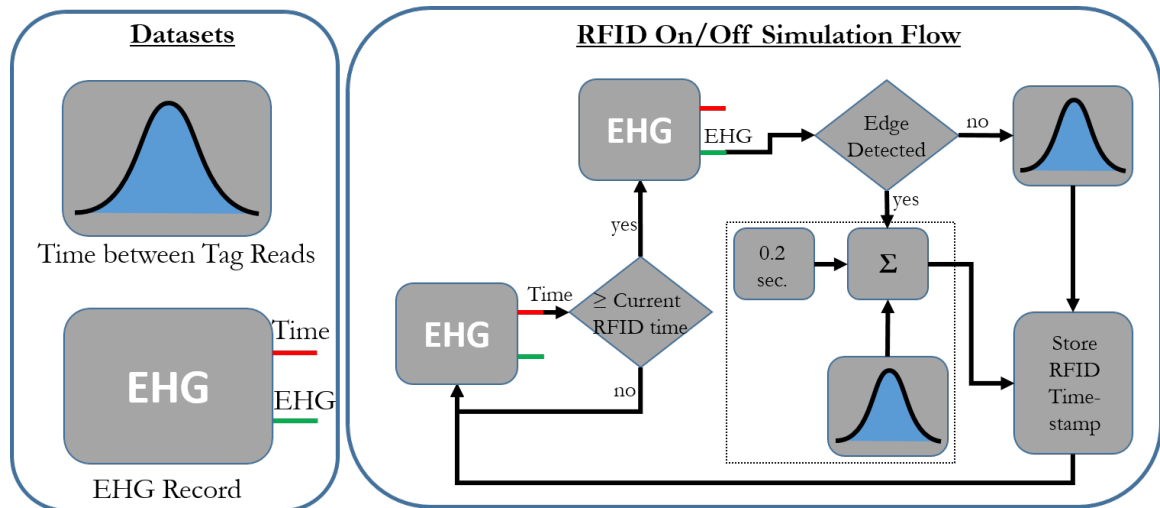 Datasets
Time between Tag Reads
EHG
Time
EHG
EHG Record
RFID On/Off Simulation Flow
EHG
EHG
Edge
Detected
no
yes
yes
0.2
sec.
Σ
EHG
Time
≥ Current
RFID time
no
Store
RFID
Time-
stamp